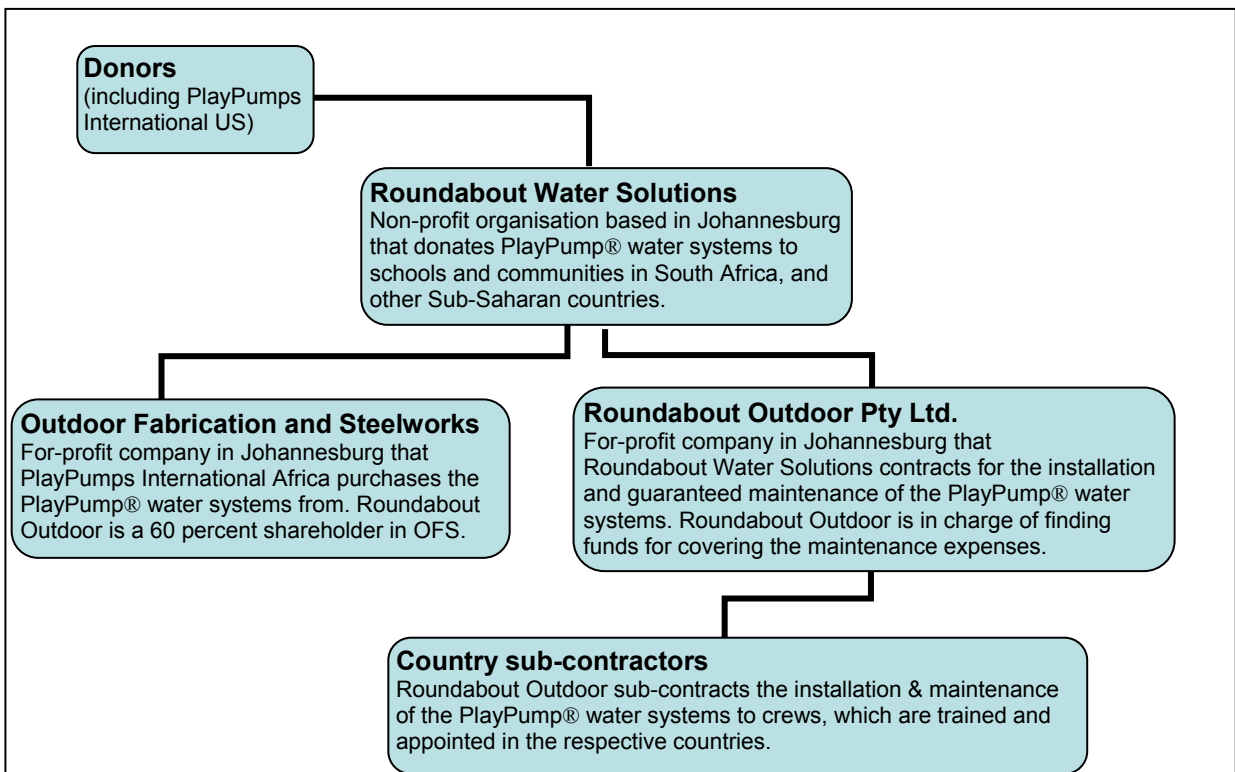 Donors
(including PlayPumps
International US)
Roundabout Water Solutions
Non-profit organisation based in Johannesburg
that donates PlayPump® water systems to
schools and communities in South Africa, and
other Sub-Saharan countries.
Outdoor Fabrication and Steelworks
For-profit company in Johannesburg that
PlayPumps International Africa purchases the
PlayPump® water systems from. Roundabout
Outdoor is a 60 percent shareholder in OFS.
Roundabout Outdoor Pty Ltd.
For-profit company in Johannesburg that
Roundabout Water Solutions contracts for the installation
and guaranteed maintenance of the PlayPump® water
systems. Roundabout Outdoor is in charge of finding
funds for covering the maintenance expenses.
Country sub-contractors
Roundabout Outdoor sub-contracts the installation & maintenance
of the PlayPump® water systems to crews, which are trained and
appointed in the respective countries.